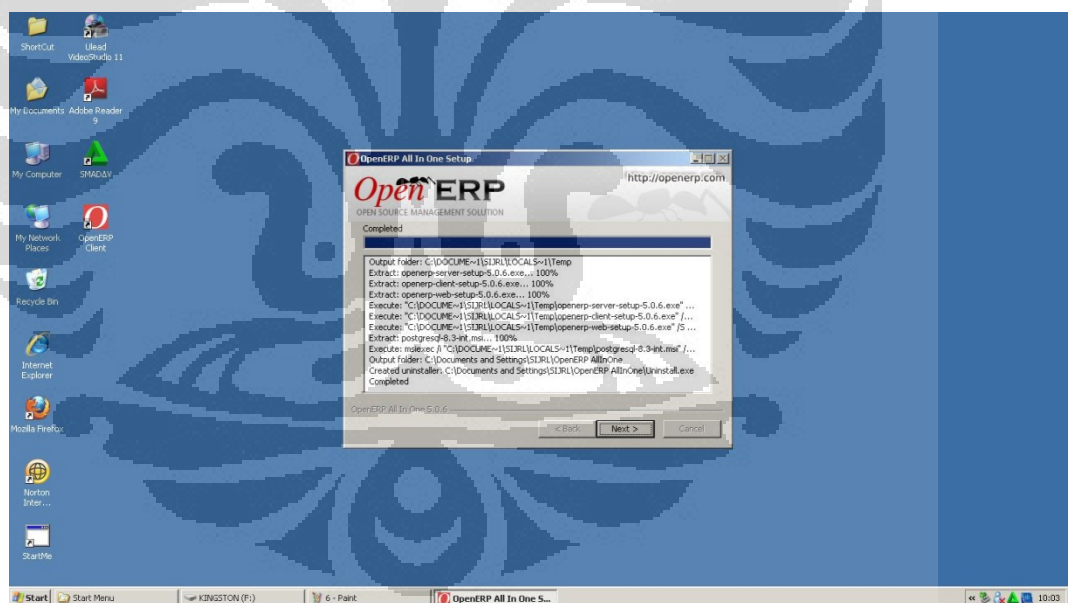 ShortCut
Ulead
VideoStudio 11
My Documents
Adobe Reader
9
My Computer
SMADAV
My Network
Places
OpenERP
Client
Recycle Bin
Internet
Explorer
Mozilla Firefox
Norton
Inter...
StartMe
OpenERP All In One Setup
Open ERP
OPEN SOURCE MANAGEMENT SOLUTION
http://openerp.com
Completed
Output folder: C:\DOCUME~1\SIJRL\LOCALS~1\Temp
Extract: openerp-server-setup-5.0.6.exe... 100%
Extract: openerp-client-setup-5.0.6.exe... 100%
Extract: openerp-web-setup-5.0.6.exe... 100%
Execute: "C:\DOCUME~1\SIJRL\LOCALS~1\Temp\openerp-server-setup-5.0.6.exe" ...
Execute: "C:\DOCUME~1\SIJRL\LOCALS~1\Temp\openerp-client-setup-5.0.6.exe" /...
Execute: "C:\DOCUME~1\SIJRL\LOCALS~1\Temp\openerp-web-setup-5.0.6.exe" /S ...
Extract: postgresql-8.3-int.msi... 100%
Execute: msiexec /i "C:\DOCUME~1\SIJRL\LOCALS~1\Temp\postgresql-8.3-int.msi" /...
Output folder: C:\Documents and Settings\SIJRL\OpenERP AllInOne
Created uninstaller: C:\Documents and Settings\SIJRL\OpenERP AllInOne\Uninstall.exe
Completed
OpenERP All In One 5.0.6
< Back
Next >
Cancel
Start
Start Menu
KINGSTON (F:)
6 - Paint
OpenERP All In One S...
10:03